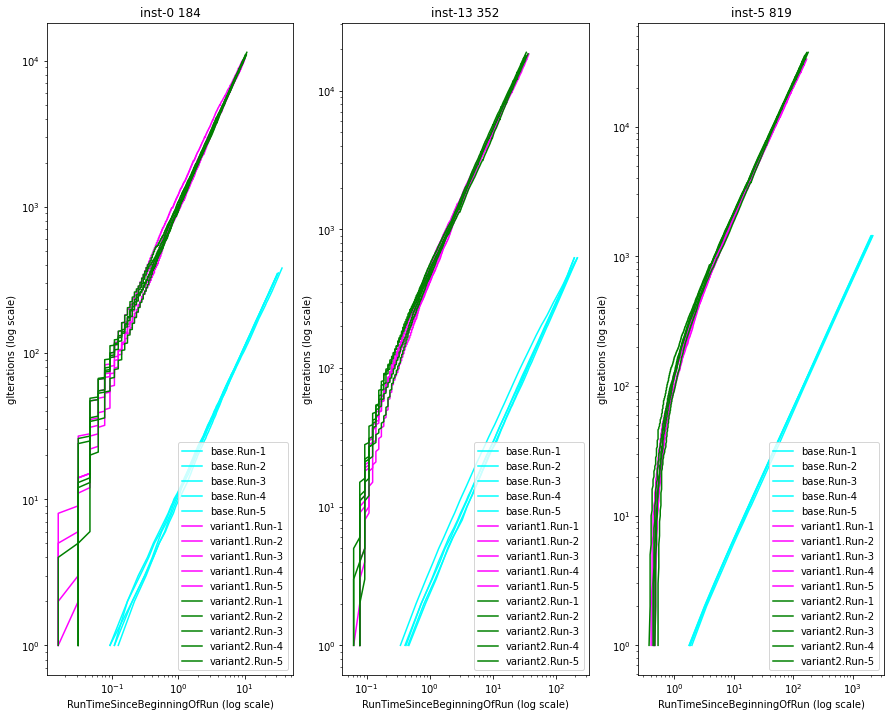 inst-0 184
10⁴
10³
10²
10¹
10⁰
gIterations (log scale)
10⁻¹
10⁰
10¹
RunTimeSinceBeginningOfRun (log scale)
base.Run-1
base.Run-2
base.Run-3
base.Run-4
base.Run-5
variant1.Run-1
variant1.Run-2
variant1.Run-3
variant1.Run-4
variant1.Run-5
variant2.Run-1
variant2.Run-2
variant2.Run-3
variant2.Run-4
variant2.Run-5
inst-13 352
10⁴
10³
10²
10¹
10⁰
gIterations (log scale)
10⁻¹
10⁰
10¹
10²
RunTimeSinceBeginningOfRun (log scale)
base.Run-1
base.Run-2
base.Run-3
base.Run-4
base.Run-5
variant1.Run-1
variant1.Run-2
variant1.Run-3
variant1.Run-4
variant1.Run-5
variant2.Run-1
variant2.Run-2
variant2.Run-3
variant2.Run-4
variant2.Run-5
inst-5 819
10⁴
10³
10²
10¹
10⁰
gIterations (log scale)
10⁰
10¹
10²
10³
RunTimeSinceBeginningOfRun (log scale)
base.Run-1
base.Run-2
base.Run-3
base.Run-4
base.Run-5
variant1.Run-1
variant1.Run-2
variant1.Run-3
variant1.Run-4
variant1.Run-5
variant2.Run-1
variant2.Run-2
variant2.Run-3
variant2.Run-4
variant2.Run-5